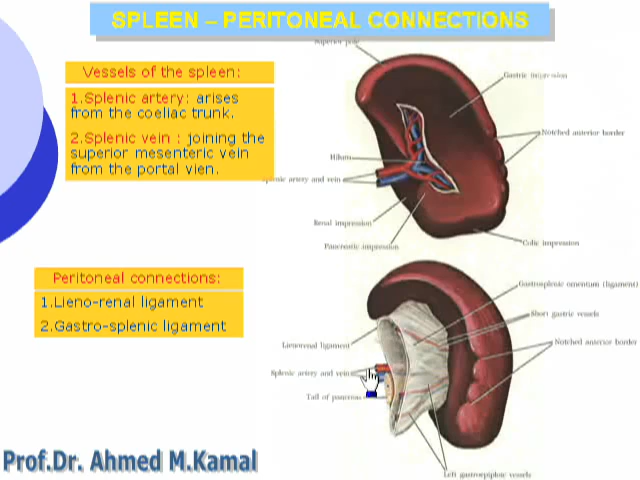 SPLEEN – PERITONEAL CONNECTIONS
Vessels of the spleen:
1.Splenic artery: arises
from the coeliac trunk.
2.Splenic vein : joining the
superior mesenteric vein
from the portal vien.
Superior pole
Gastric impression
Notched anterior border
Hilum
Splenic artery and vein
Renal impression
Pancreatic impression
Colic impression
Peritoneal connections:
1.Lieno-renal ligament
2.Gastro-splenic ligament
Gastrosplenic omentum (ligament)
Short gastric vessels
Notched anterior border
Lienorenal ligament
Splenic artery and vein
Tail of pancreas
Left gastroepiploic vessels
Prof.Dr. Ahmed M.Kamal